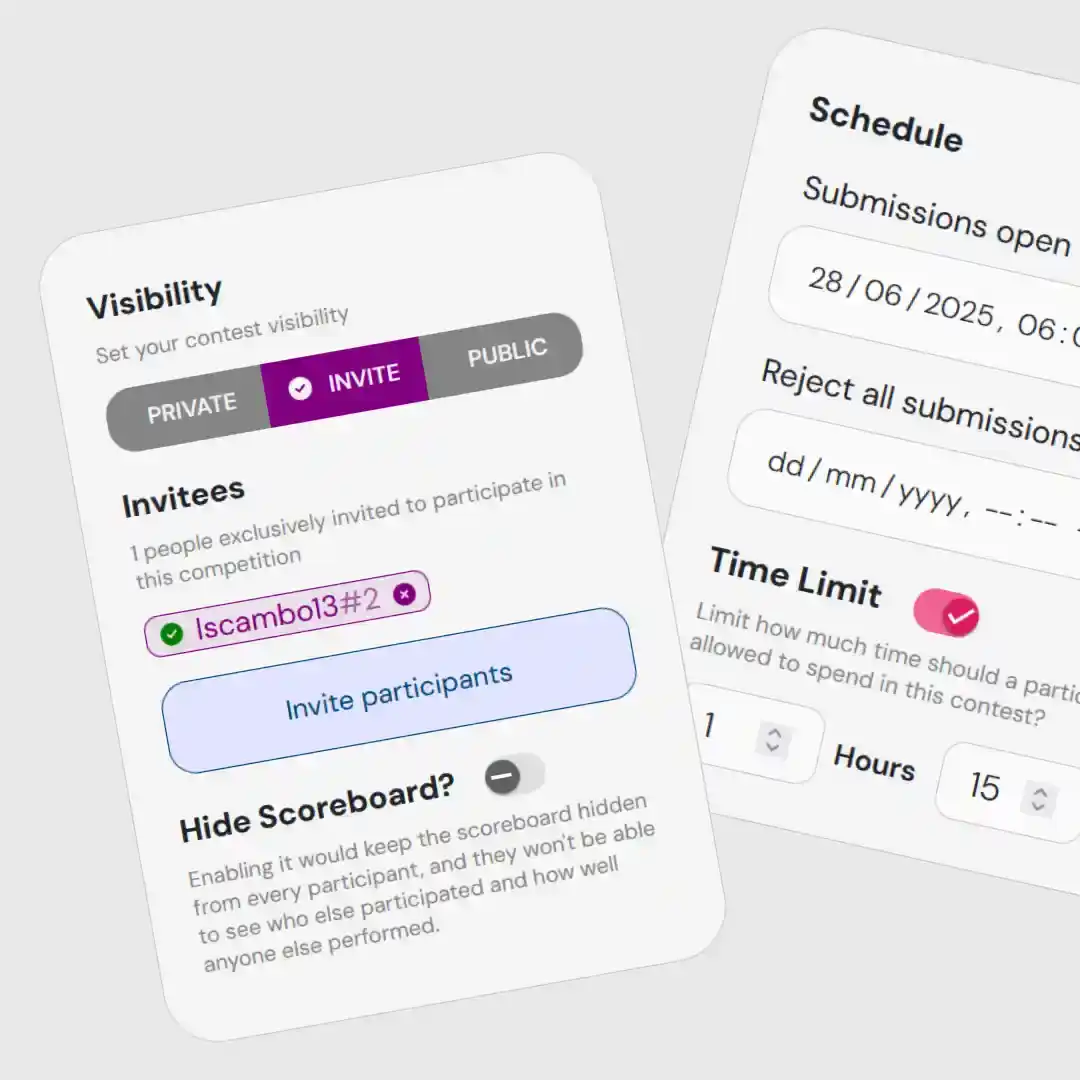 Visibility
Set your contest visibility
PRIVATE
INVITE
PUBLIC
Invitees
1 people exclusively invited to participate in
this competition
lscambo13#2
Invite participants
Hide Scoreboard?
Enabling it would keep the scoreboard hidden
from every participant, and they won't be able
to see who else participated and how well
anyone else performed.
Schedule
Submissions open
28/06/2025, 06:0
Reject all submissions
dd/mm/yyyy, --:--
Time Limit
Limit how much time should a partic
allowed to spend in this contest?
1
Hours
15